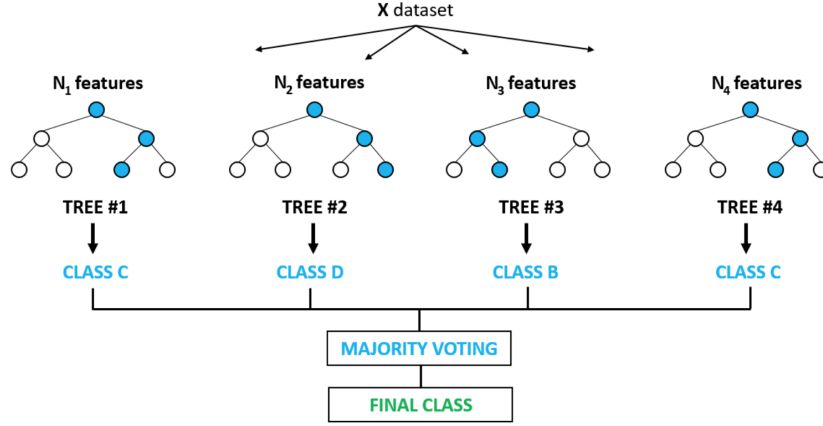 X dataset
N₁ features N₂ features N₃ features N₄ features
TREE #1 TREE #2 TREE #3 TREE #4
CLASS C CLASS D CLASS B CLASS C
MAJORITY VOTING
FINAL CLASS